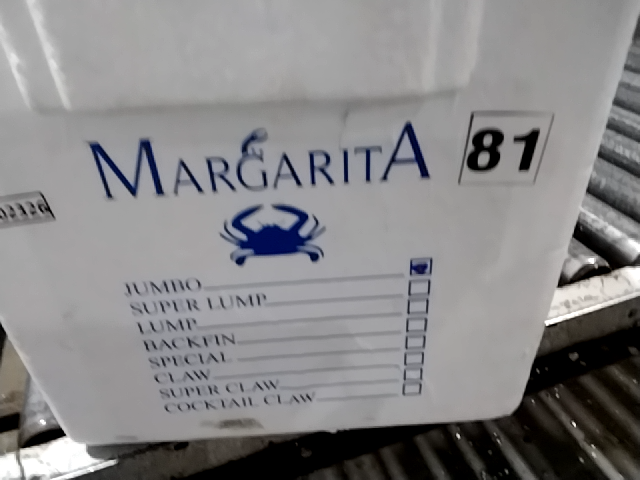 MARGARITA
81
JUMBO
SUPER LUMP
LUMP
BACKFIN
SPECIAL
CLAW
SUPER CLAW
COCKTAIL CLAW